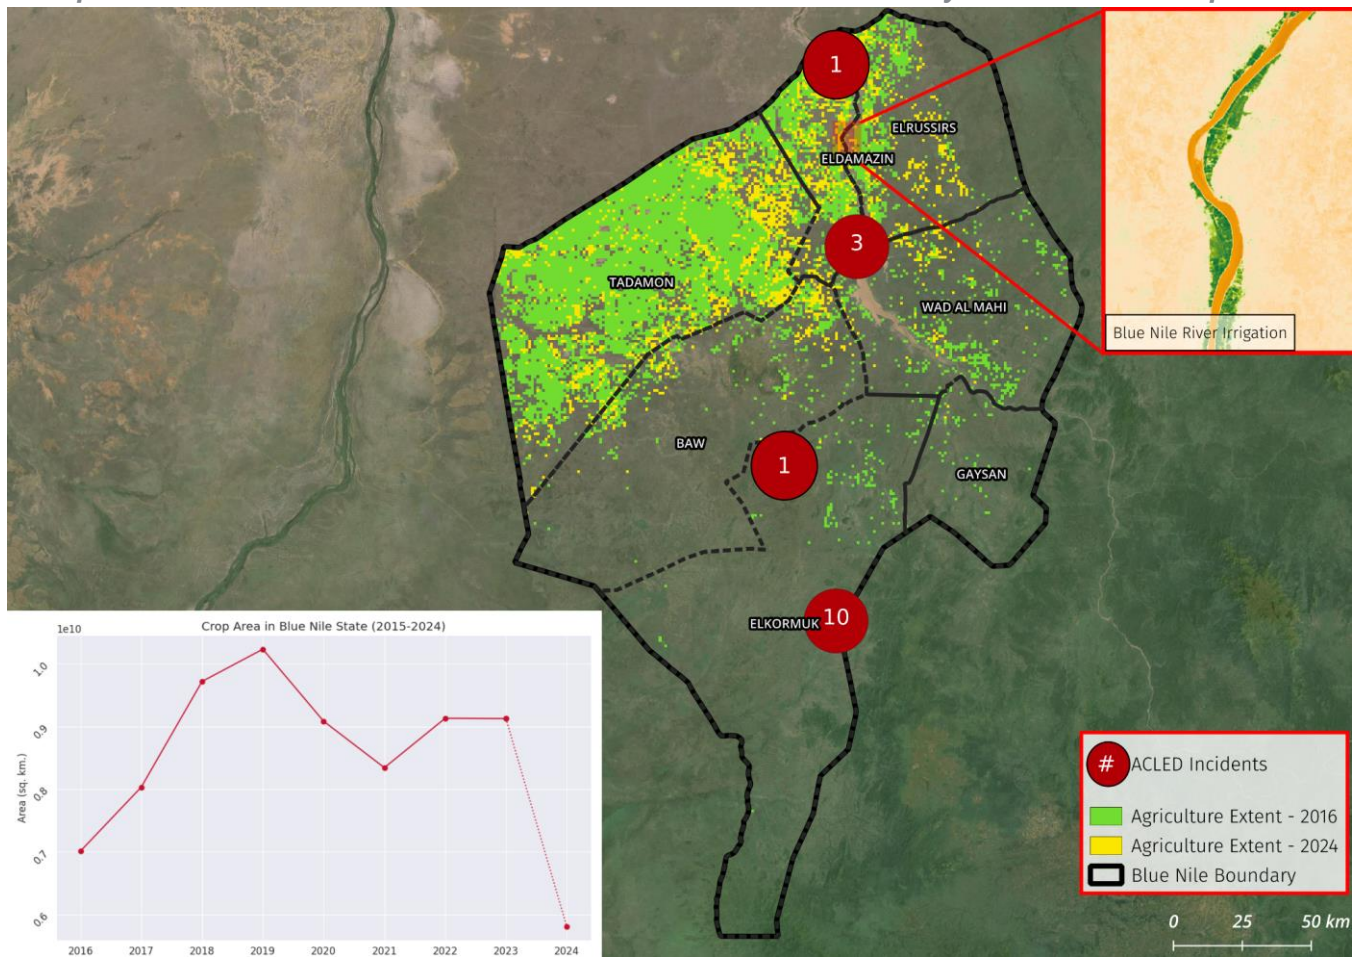 1
ELRUSSIRS
ELDAMAZIN
3
TADAMON
WAD AL MAHI
Blue Nile River Irrigation
BAW
1
GAYSAN
ELKORMUK
10
Crop Area in Blue Nile State (2015-2024)
1e10
1.0
0.9
0.8
0.7
0.6
Area (sq. km.)
2016 2017 2018 2019 2020 2021 2022 2023 2024
# ACLED Incidents
Agriculture Extent - 2016
Agriculture Extent - 2024
Blue Nile Boundary
0 25 50 km